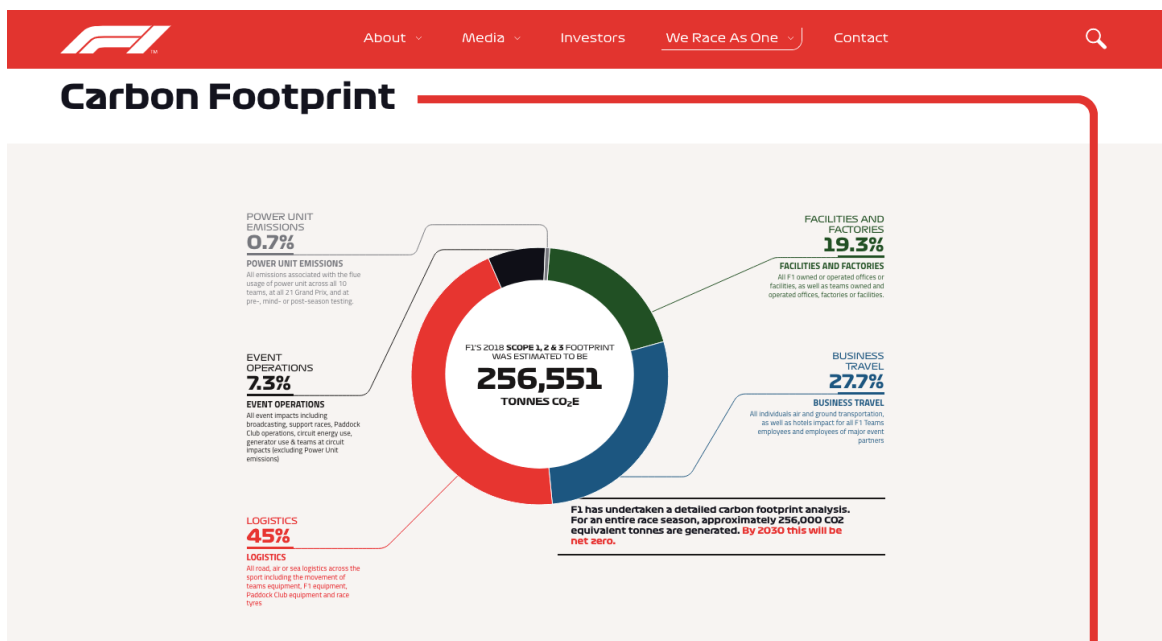 F1 TM
About
Media
Investors
We Race As One
Contact
Carbon Footprint
POWER UNIT
EMISSIONS
0.7%
POWER UNIT EMISSIONS
All emissions associated with the flue
usage of power unit across all 10
teams, at all 21 Grand Prix, and at
pre-, mind- or post-season testing.
EVENT
OPERATIONS
7.3%
EVENT OPERATIONS
All event impacts including
broadcasting, support races, Paddock
Club operations, circuit energy use,
generator use & teams at circuit
impacts (excluding Power Unit
emissions)
LOGISTICS
45%
LOGISTICS
All road, air or sea logistics across the
sport including the movement of
teams equipment, F1 equipment,
Paddock Club equipment and race
tyres
F1'S 2018 SCOPE 1, 2 & 3 FOOTPRINT
WAS ESTIMATED TO BE
256,551
TONNES CO₂E
FACILITIES AND
FACTORIES
19.3%
FACILITIES AND FACTORIES
All F1 owned or operated offices or
facilities, as well as teams owned and
operated offices, factories or facilities.
BUSINESS
TRAVEL
27.7%
BUSINESS TRAVEL
All individuals air and ground transportation,
as well as hotels impact for all F1 Teams
employees and employees of major event
partners
F1 has undertaken a detailed carbon footprint analysis.
For an entire race season, approximately 256,000 CO2
equivalent tonnes are generated. By 2030 this will be
net zero.